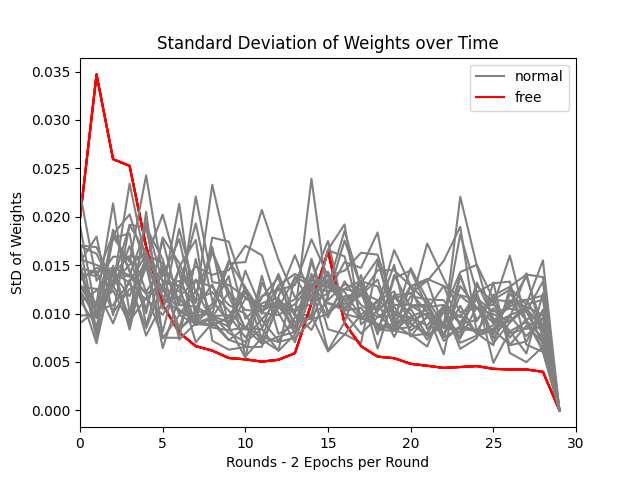 Standard Deviation of Weights over Time
normal
free
StD of Weights
0.035
0.030
0.025
0.020
0.015
0.010
0.005
0.000
0 5 10 15 20 25 30
Rounds - 2 Epochs per Round